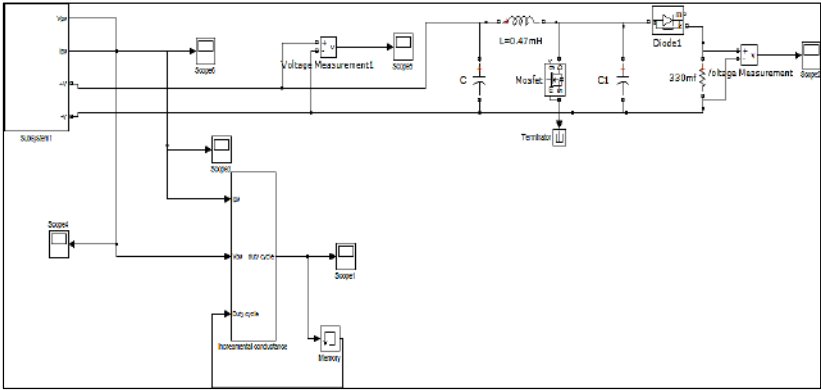 Vpv
Ipv
+V
+V
Subsystem1
Scope6
Voltage Measurement1
Scope5
L=0.47mH
C
Mosfet
Terminator
C1
m
Diode1
330mf
Voltage Measurement
Scope2
Scope3
Scope4
Ipv
Vpv
Duty cycle
Duty cycle
Incremental conductance
Scope1
Memory